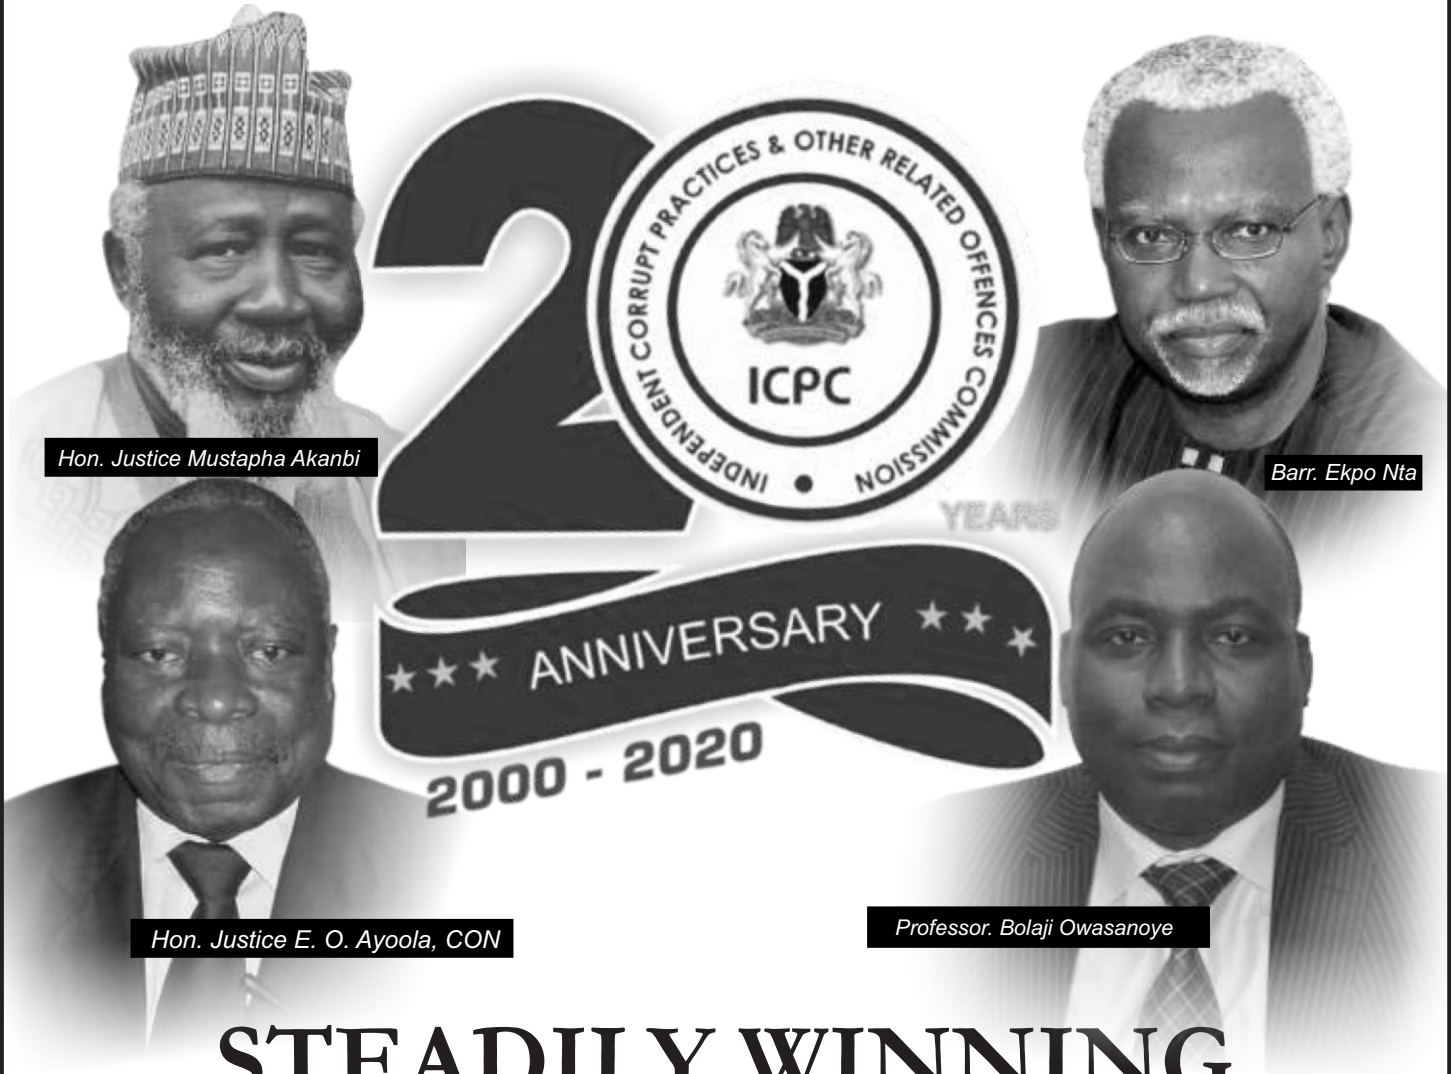 INDEPENDENT CORRUPT PRACTICES & OTHER RELATED OFFENCES COMMISSION
ICPC
20
YEARS
ANNIVERSARY
2000 - 2020
Hon. Justice Mustapha Akanbi
Barr. Ekpo Nta
Hon. Justice E. O. Ayoola, CON
Professor. Bolaji Owasanoye
STEADILY WINNING